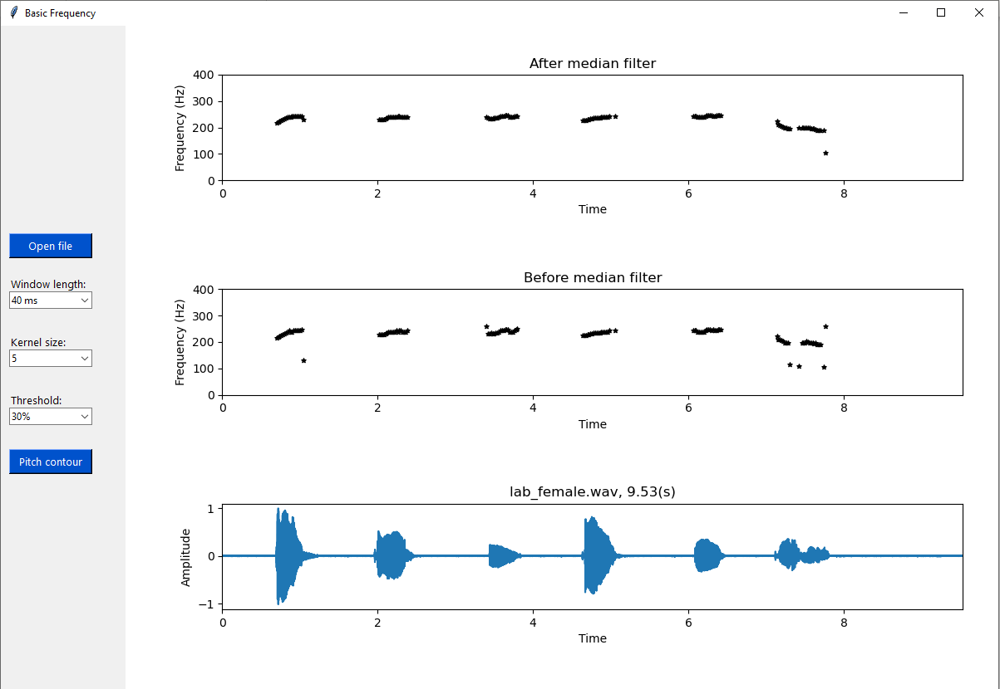 Basic Frequency
Open file
Window length:
40 ms
Kernel size:
5
Threshold:
30%
Pitch contour
After median filter
Frequency (Hz)
400
300
200
100
0
0 2 4 6 8
Time
Before median filter
Frequency (Hz)
400
300
200
100
0
0 2 4 6 8
Time
lab_female.wav, 9.53(s)
Amplitude
1
0
−1
0 2 4 6 8
Time